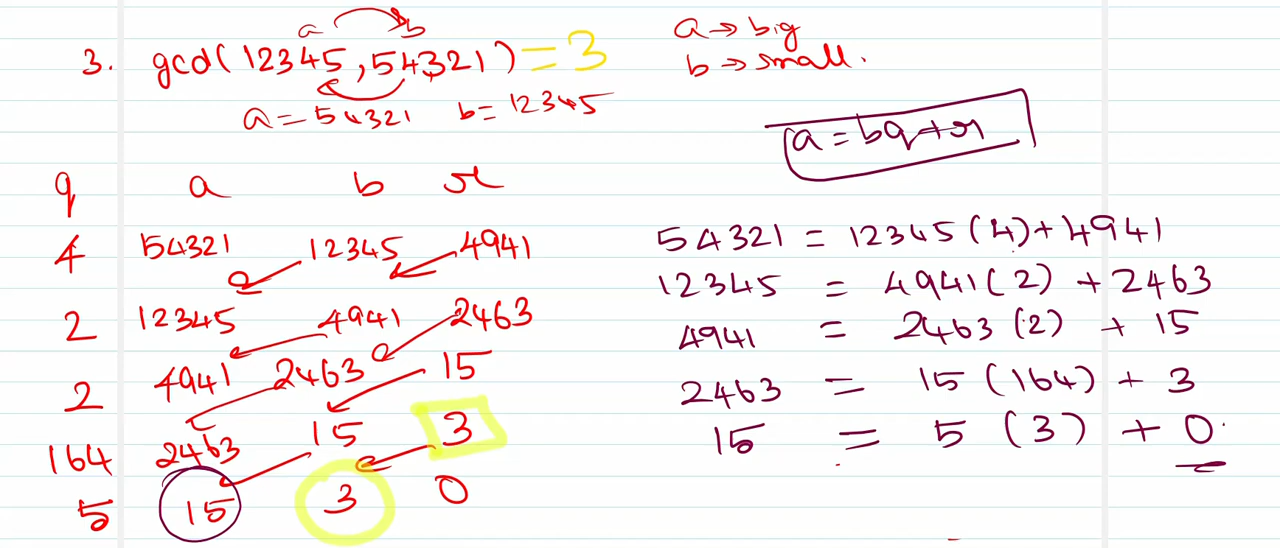 a b
3. gcd(12345,54321) = 3
a = 54321 b = 12345
a → big
b → small.
a = bq + r
q a b r
4 54321 12345 4941
2 12345 4941 2463
2 4941 2463 15
164 2463 15 3
5 15 3 0
54321 = 12345(4) + 4941
12345 = 4941(2) + 2463
4941 = 2463(2) + 15
2463 = 15(164) + 3
15 = 5(3) + 0.